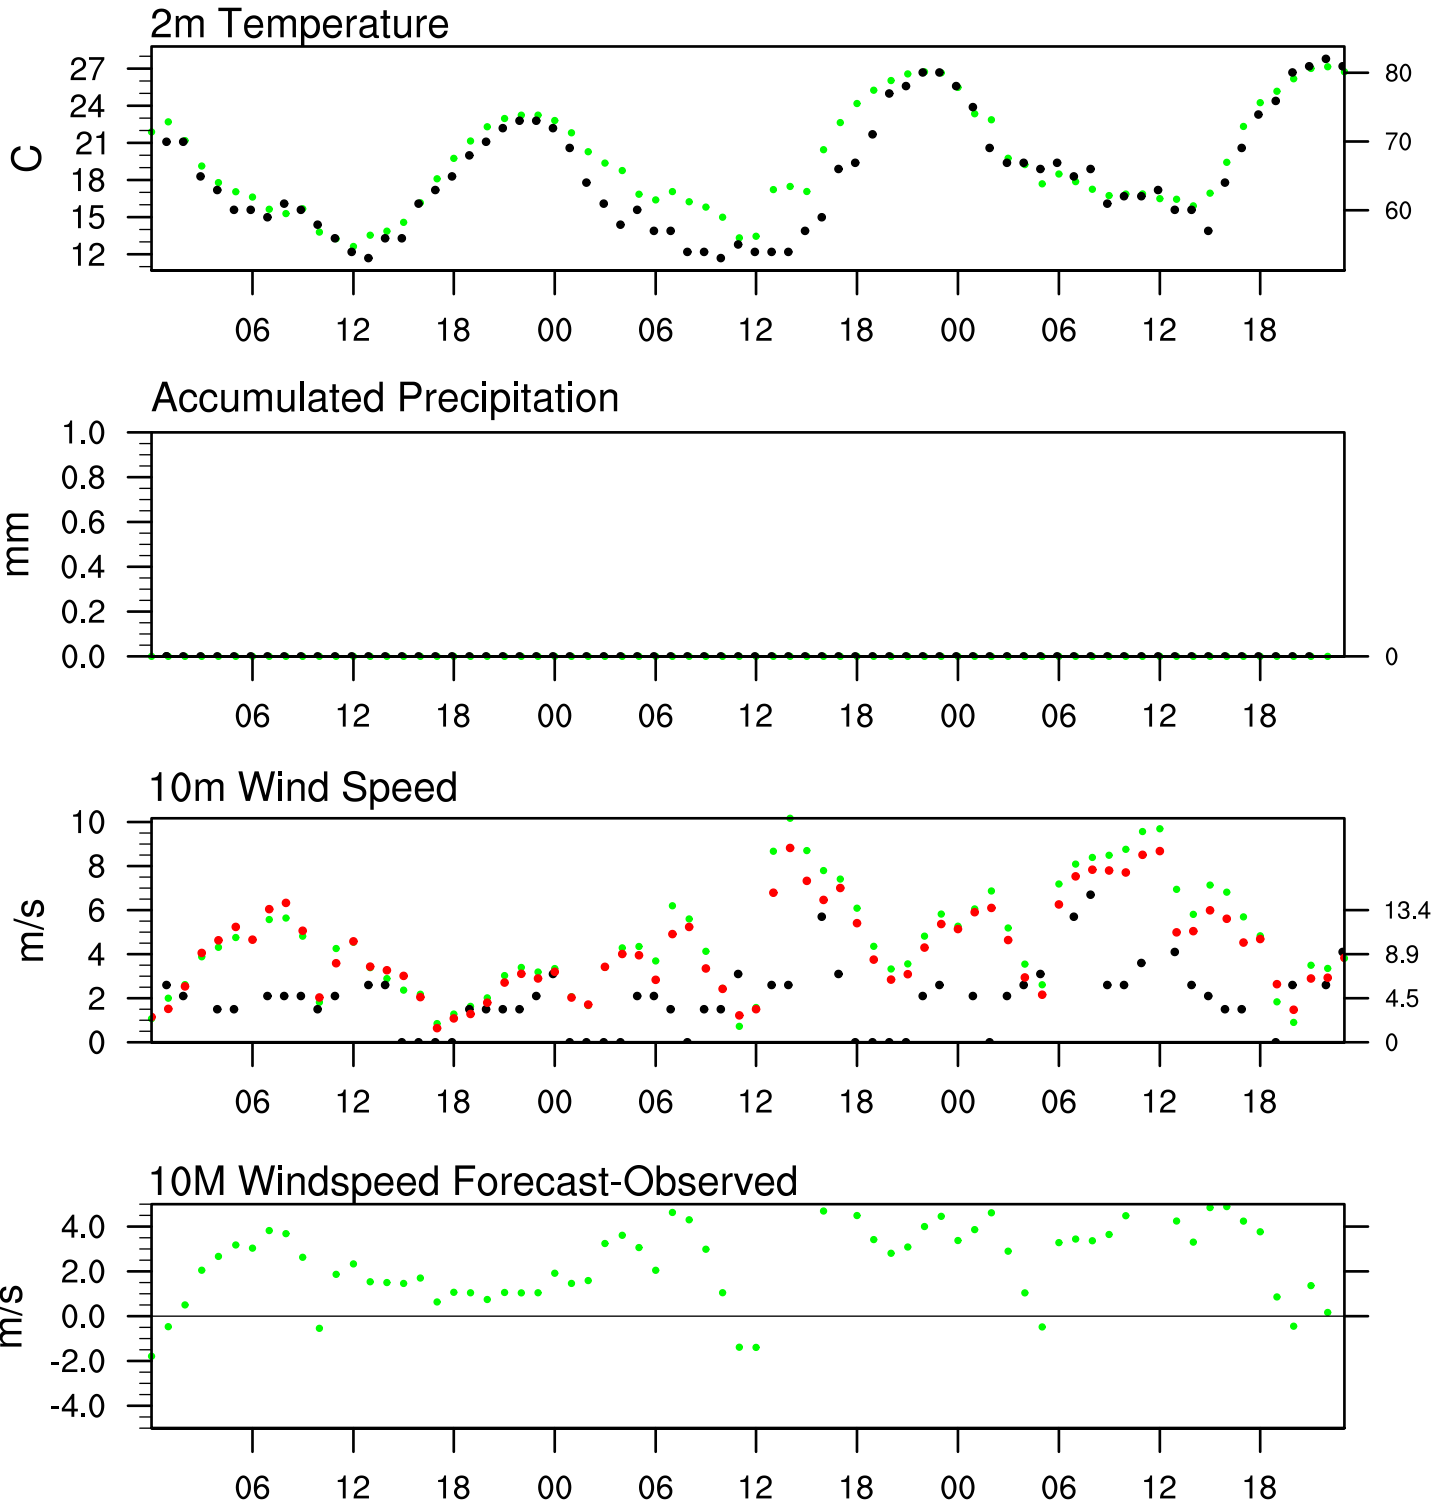 2m Temperature
27
24
21
18
15
12
C
80
70
60
06 12 18 00 06 12 18 00 06 12 18
Accumulated Precipitation
1.0
0.8
0.6
0.4
0.2
0.0
mm
0
06 12 18 00 06 12 18 00 06 12 18
10m Wind Speed
10
8
6
4
2
0
m/s
13.4
8.9
4.5
0
06 12 18 00 06 12 18 00 06 12 18
10M Windspeed Forecast-Observed
4.0
2.0
0.0
-2.0
-4.0
m/s
06 12 18 00 06 12 18 00 06 12 18